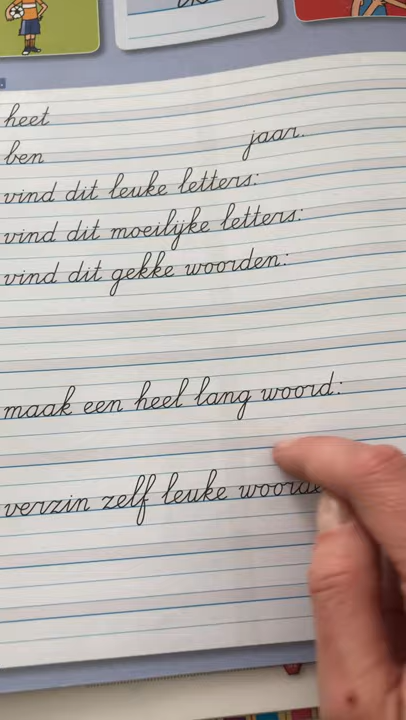 heet
ben jaar.
vind dit leuke letters:
vind dit moeilijke letters:
vind dit gekke woorden:
maak een heel lang woord:
verzin zelf leuke